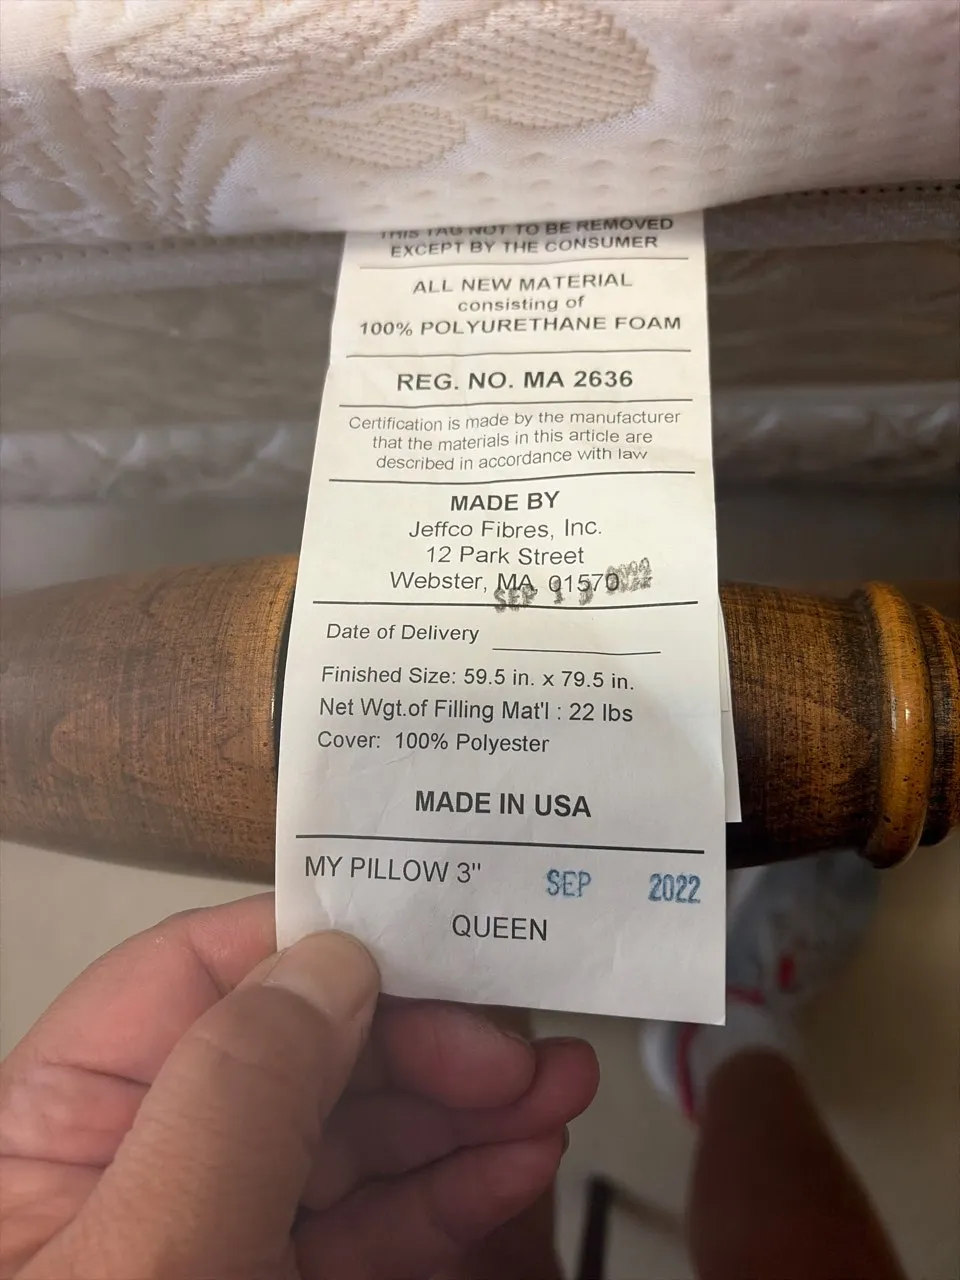 THIS TAG NOT TO BE REMOVED
EXCEPT BY THE CONSUMER
ALL NEW MATERIAL
consisting of
100% POLYURETHANE FOAM
REG. NO. MA 2636
Certification is made by the manufacturer
that the materials in this article are
described in accordance with law
MADE BY
Jeffco Fibres, Inc.
12 Park Street
Webster, MA 01570
SEP
Date of Delivery
Finished Size: 59.5 in. x 79.5 in.
Net Wgt.of Filling Mat'l : 22 lbs
Cover: 100% Polyester
MADE IN USA
MY PILLOW 3" SEP 2022
QUEEN